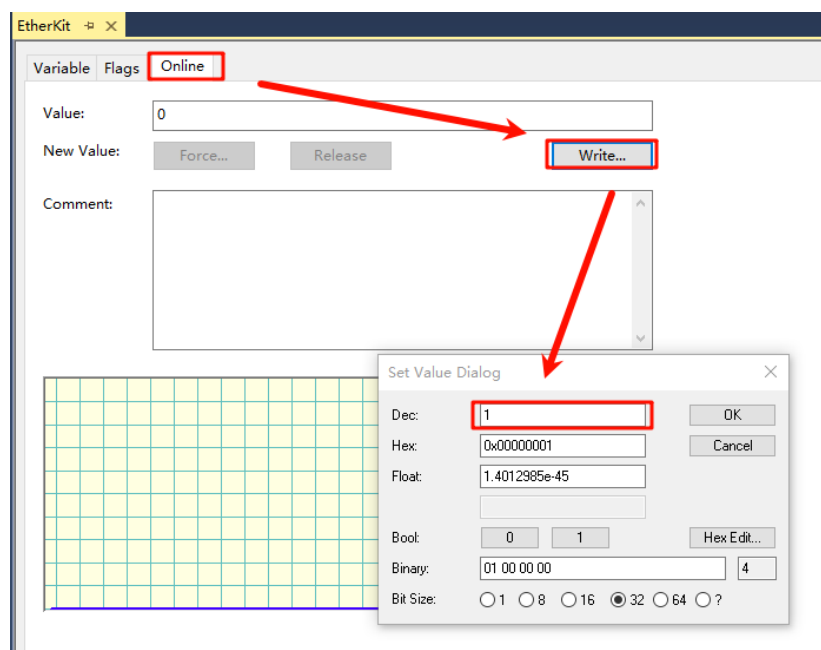 EtherKit
Variable Flags Online
Value: 0
New Value: Force... Release Write...
Comment:
Set Value Dialog
Dec: 1 OK
Hex: 0x00000001 Cancel
Float: 1.4012985e-45
Bool: 0 1 Hex Edit...
Binary: 01 00 00 00 4
Bit Size: 1 8 16 32 64 ?